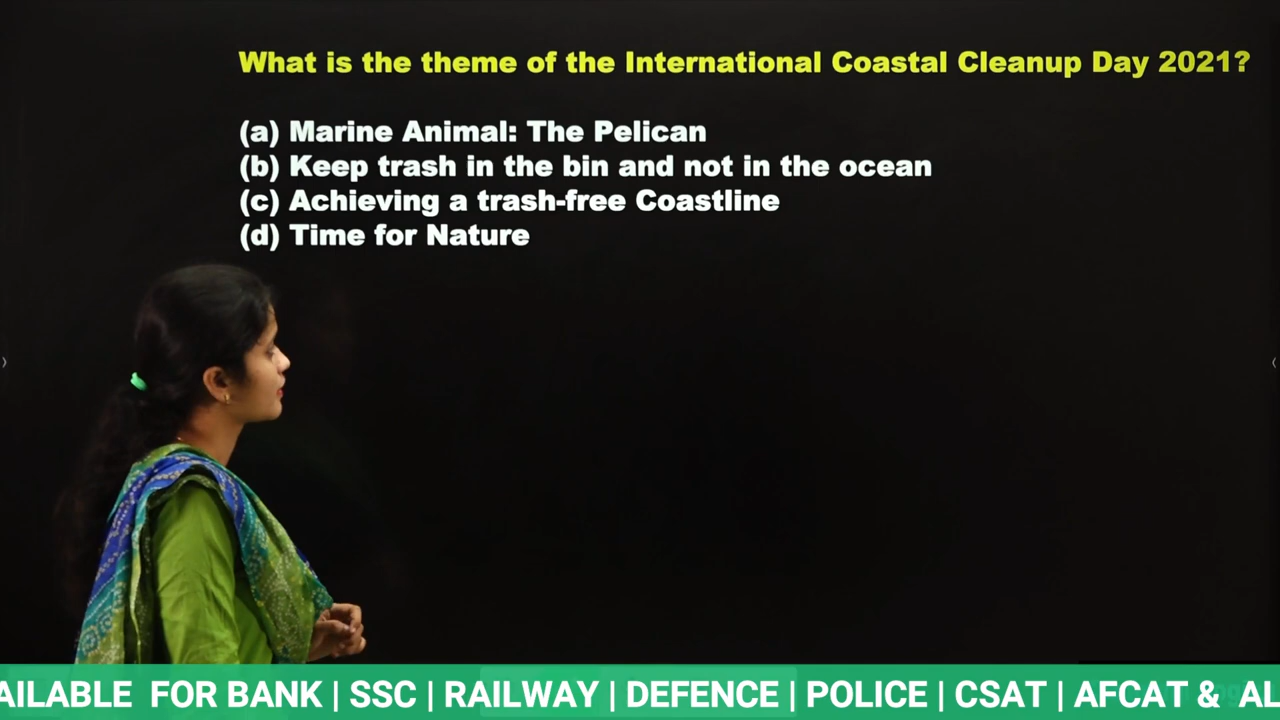 What is the theme of the International Coastal Cleanup Day 2021?
(a) Marine Animal: The Pelican
(b) Keep trash in the bin and not in the ocean
(c) Achieving a trash-free Coastline
(d) Time for Nature
AILABLE FOR BANK | SSC | RAILWAY | DEFENCE | POLICE | CSAT | AFCAT & AL